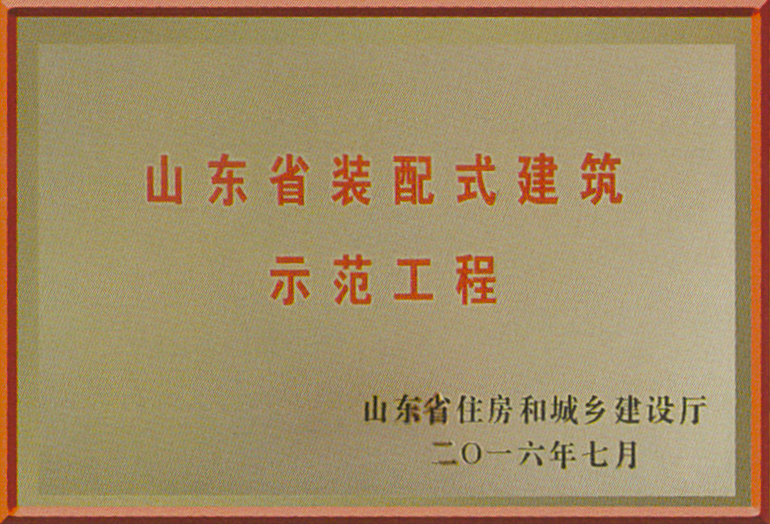 山东省装配式建筑
示范工程
山东省住房和城乡建设厅
二〇一六年七月